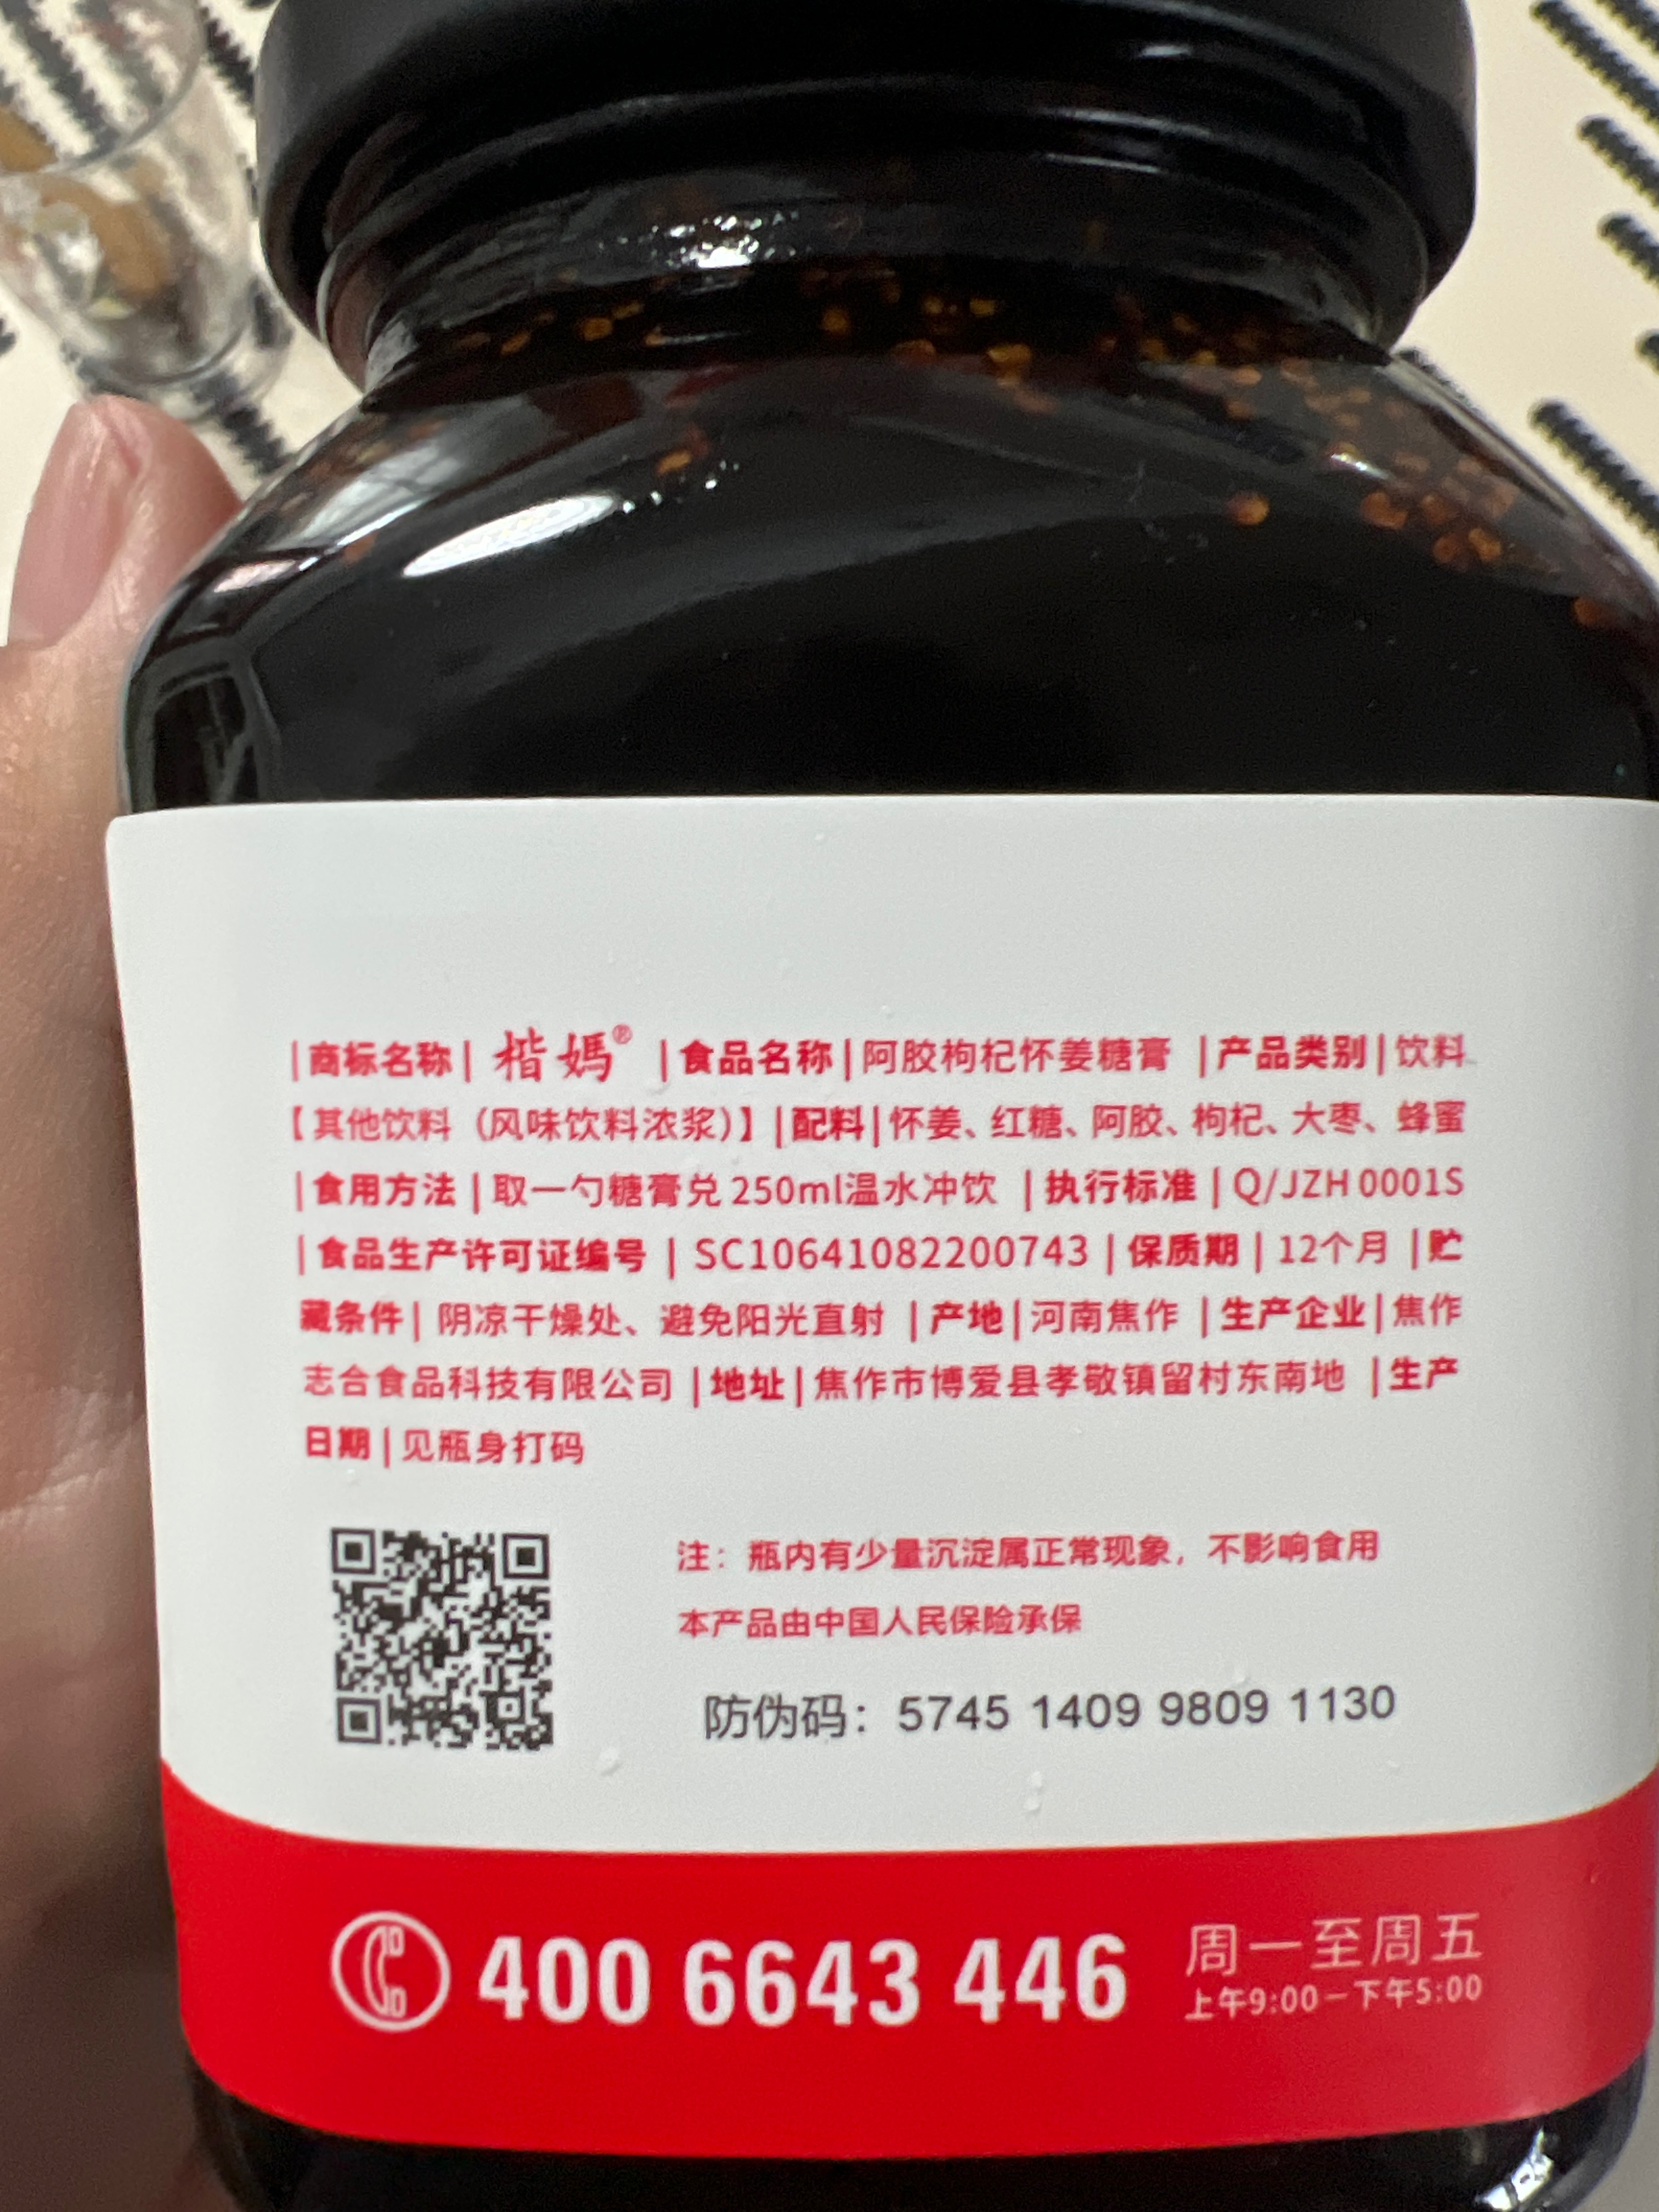 |商标名称| 楷媽® |食品名称|阿胶枸杞怀姜糖膏 |产品类别|饮料
【其他饮料（风味饮料浓浆）】|配料|怀姜、红糖、阿胶、枸杞、大枣、蜂蜜
|食用方法|取一勺糖膏兑250ml温水冲饮 |执行标准|Q/JZH0001S
|食品生产许可证编号| SC10641082200743 |保质期| 12个月 |贮
藏条件| 阴凉干燥处、避免阳光直射 |产地|河南焦作 |生产企业|焦作
志合食品科技有限公司 |地址|焦作市博爱县孝敬镇留村东南地 |生产
日期|见瓶身打码
注：瓶内有少量沉淀属正常现象，不影响食用
本产品由中国人民保险承保
防伪码：5745 1409 9809 1130
400 6643 446
周一至周五
上午9:00－下午5:00